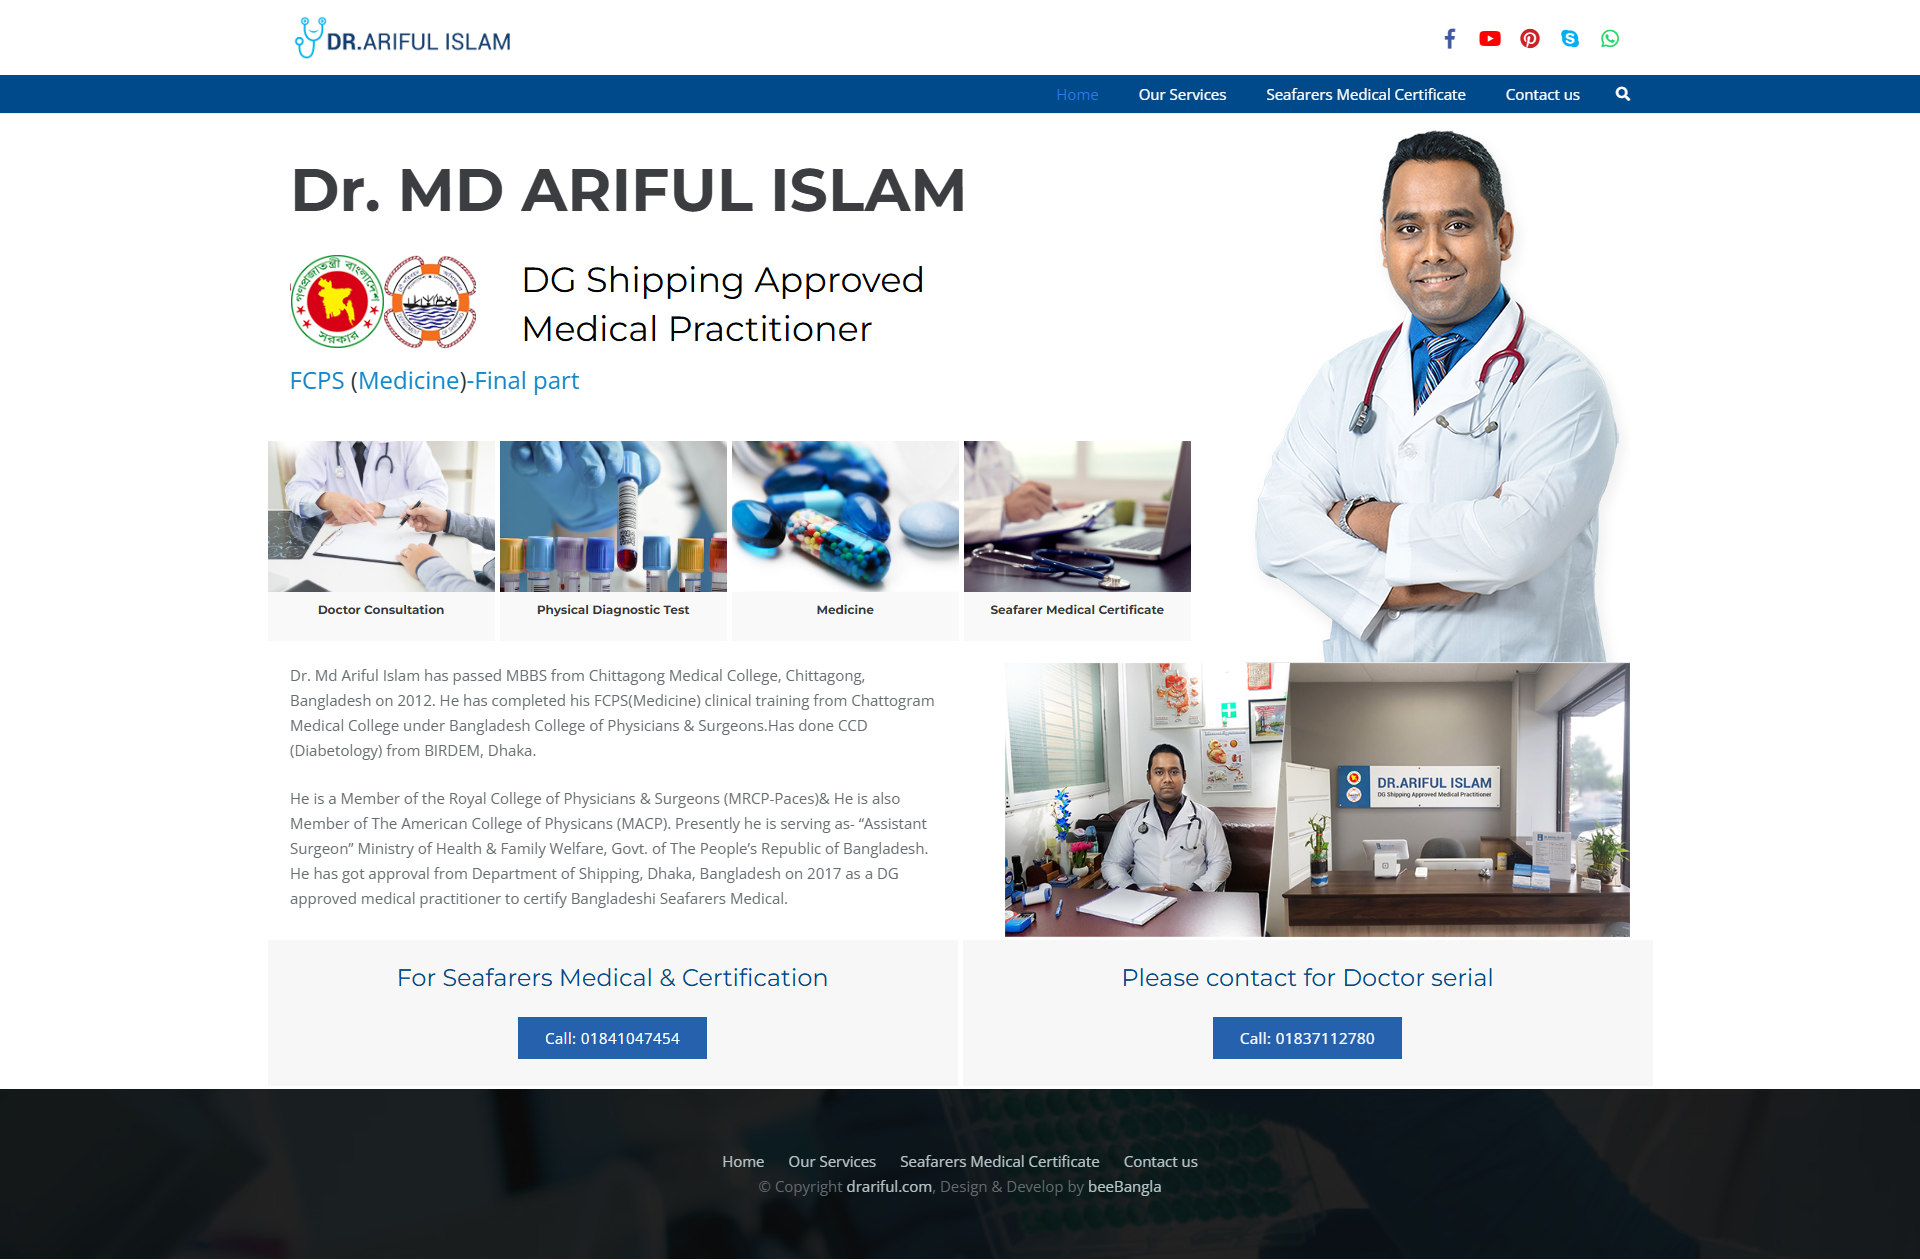 DR.ARIFUL ISLAM
Home
Our Services
Seafarers Medical Certificate
Contact us
Dr. MD ARIFUL ISLAM
গণপ্রজাতন্ত্রী বাংলাদেশ
সরকার
DG Shipping Approved
Medical Practitioner
FCPS (Medicine)-Final part
Doctor Consultation
Physical Diagnostic Test
Medicine
Seafarer Medical Certificate
Dr. Md Ariful Islam has passed MBBS from Chittagong Medical College, Chittagong,
Bangladesh on 2012. He has completed his FCPS(Medicine) clinical training from Chattogram
Medical College under Bangladesh College of Physicians & Surgeons.Has done CCD
(Diabetology) from BIRDEM, Dhaka.
He is a Member of the Royal College of Physicians & Surgeons (MRCP-Paces)& He is also
Member of The American College of Physicans (MACP). Presently he is serving as- “Assistant
Surgeon” Ministry of Health & Family Welfare, Govt. of The People’s Republic of Bangladesh.
He has got approval from Department of Shipping, Dhaka, Bangladesh on 2017 as a DG
approved medical practitioner to certify Bangladeshi Seafarers Medical.
DR.ARIFUL ISLAM
DG Shipping Approved Medical Practitioner
For Seafarers Medical & Certification
Call: 01841047454
Please contact for Doctor serial
Call: 01837112780
Home
Our Services
Seafarers Medical Certificate
Contact us
© Copyright drariful.com, Design & Develop by beeBangla